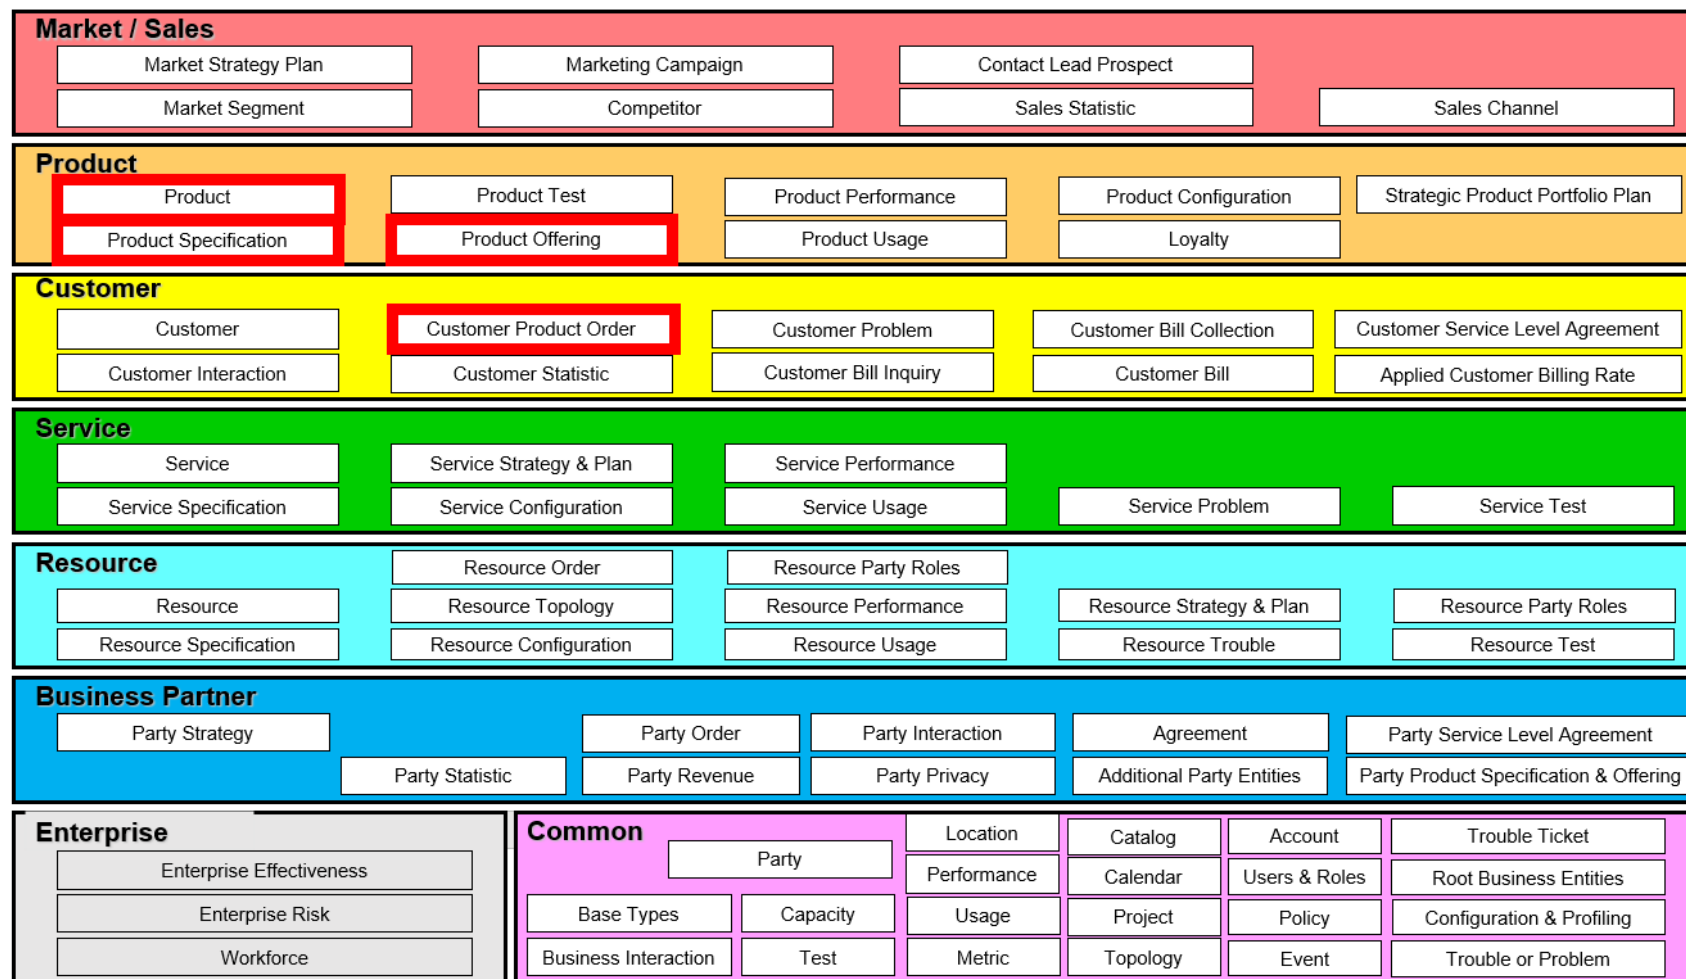 Market / Sales
Market Strategy Plan
Marketing Campaign
Contact Lead Prospect
Market Segment
Competitor
Sales Statistic
Sales Channel
Product
Product
Product Test
Product Performance
Product Configuration
Strategic Product Portfolio Plan
Product Specification
Product Offering
Product Usage
Loyalty
Customer
Customer
Customer Product Order
Customer Problem
Customer Bill Collection
Customer Service Level Agreement
Customer Interaction
Customer Statistic
Customer Bill Inquiry
Customer Bill
Applied Customer Billing Rate
Service
Service
Service Strategy & Plan
Service Performance
Service Specification
Service Configuration
Service Usage
Service Problem
Service Test
Resource
Resource Order
Resource Party Roles
Resource
Resource Topology
Resource Performance
Resource Strategy & Plan
Resource Party Roles
Resource Specification
Resource Configuration
Resource Usage
Resource Trouble
Resource Test
Business Partner
Party Strategy
Party Order
Party Interaction
Agreement
Party Service Level Agreement
Party Statistic
Party Revenue
Party Privacy
Additional Party Entities
Party Product Specification & Offering
Enterprise
Enterprise Effectiveness
Enterprise Risk
Workforce
Common
Party
Location
Catalog
Account
Trouble Ticket
Performance
Calendar
Users & Roles
Root Business Entities
Base Types
Capacity
Usage
Project
Policy
Configuration & Profiling
Business Interaction
Test
Metric
Topology
Event
Trouble or Problem